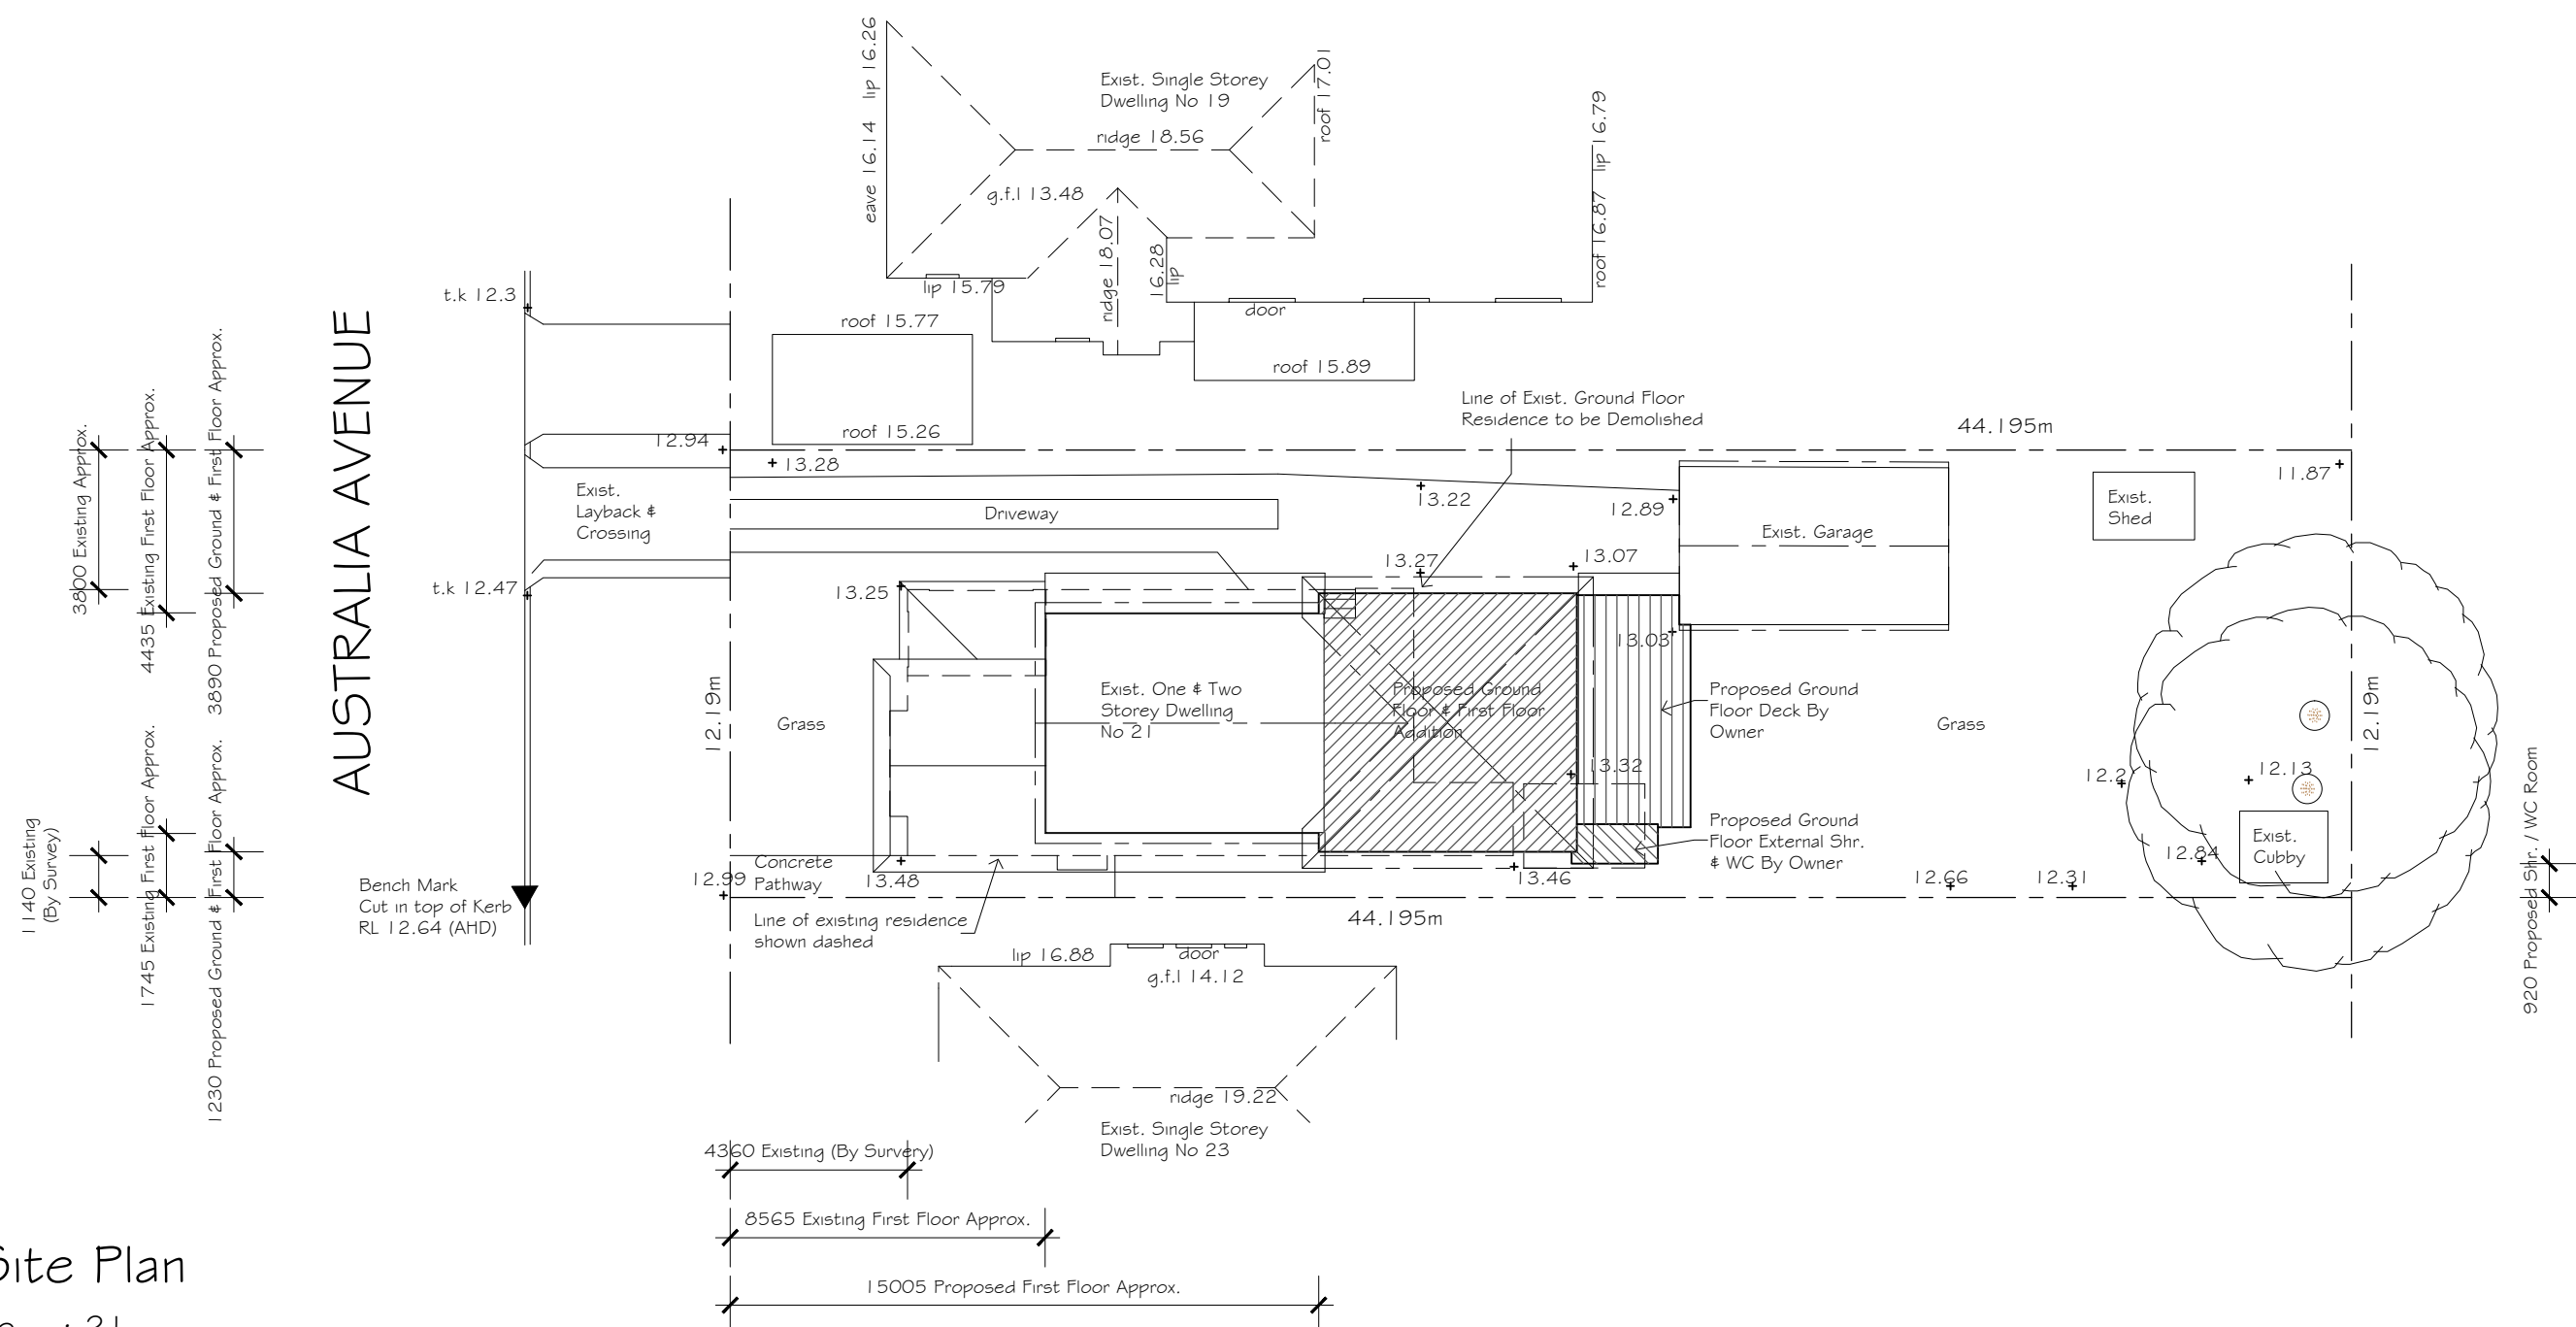 eave 16.14 lip 16.26
Exist. Single Storey
Dwelling No 19
ridge 18.56
g.f.l 13.48
roof 17.01
roof 16.87 lip 16.79
ridge 18.07
16.28
lip
lip 15.79
door
roof 15.77
roof 15.26
roof 15.89
t.k 12.3
AUSTRALIA AVENUE
3800 Existing Approx.
4435 Existing First Floor Approx.
3890 Proposed Ground & First Floor Approx.
Line of Exist. Ground Floor
Residence to be Demolished
44.195m
12.94
13.28
11.87
Exist.
Layback &
Crossing
Driveway
13.22
12.89
Exist. Garage
Exist.
Shed
t.k 12.47
13.25
13.27
13.07
13.03
12.19m
Grass
Exist. One & Two
Storey Dwelling
No 21
Proposed Ground
Floor & First Floor
Addition
Proposed Ground
Floor Deck By
Owner
Grass
12.19m
13.32
12.2
12.13
Proposed Ground
Floor External Shr.
& WC By Owner
Exist.
Cubby
12.84
1140 Existing
(By Survey)
1745 Existing First Floor Approx.
1230 Proposed Ground & First Floor Approx.
920 Proposed Shr. / WC Room
Bench Mark
Cut in top of Kerb
RL 12.64 (AHD)
12.99
Concrete
Pathway
13.48
13.46
12.66
12.31
Line of existing residence
shown dashed
44.195m
lip 16.88
door
g.f.l 14.12
ridge 19.22
Exist. Single Storey
Dwelling No 23
4360 Existing (By Survery)
8565 Existing First Floor Approx.
15005 Proposed First Floor Approx.
Site Plan